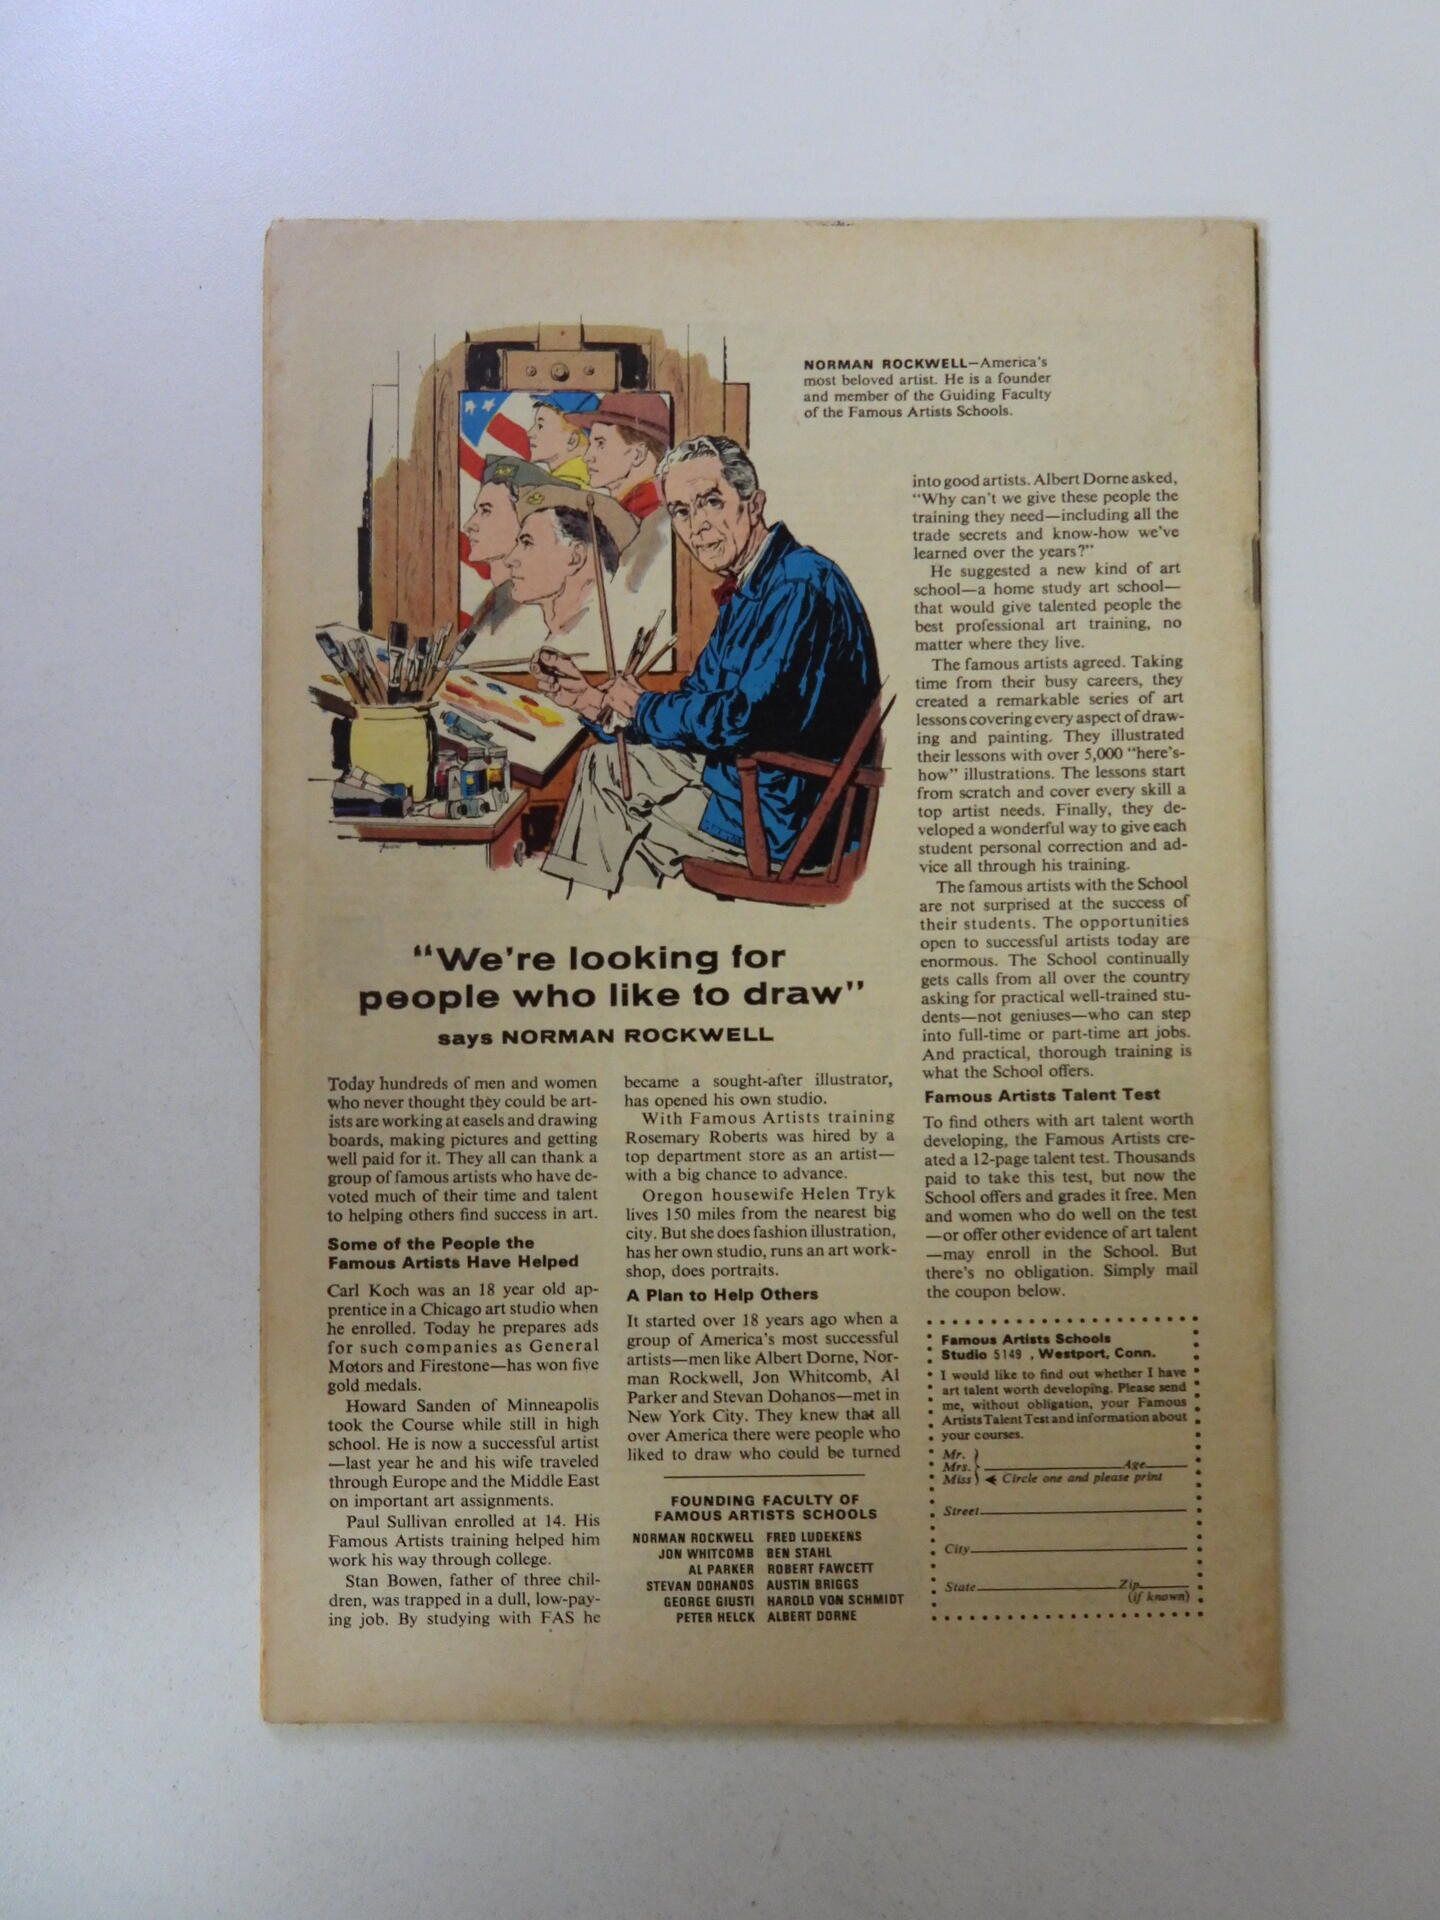 NORMAN ROCKWELL—America's
most beloved artist. He is a founder
and member of the Guiding Faculty
of the Famous Artists Schools.
"We're looking for
people who like to draw"
says NORMAN ROCKWELL
Today hundreds of men and women
who never thought they could be art-
ists are working at easels and drawing
boards, making pictures and getting
well paid for it. They all can thank a
group of famous artists who have de-
voted much of their time and talent
to helping others find success in art.
Some of the People the
Famous Artists Have Helped
Carl Koch was an 18 year old ap-
prentice in a Chicago art studio when
he enrolled. Today he prepares ads
for such companies as General
Motors and Firestone—has won five
gold medals.
Howard Sanden of Minneapolis
took the Course while still in high
school. He is now a successful artist
—last year he and his wife traveled
through Europe and the Middle East
on important art assignments.
Paul Sullivan enrolled at 14. His
Famous Artists training helped him
work his way through college.
Stan Bowen, father of three chil-
dren, was trapped in a dull, low-pay-
ing job. By studying with FAS he
became a sought-after illustrator,
has opened his own studio.
With Famous Artists training
Rosemary Roberts was hired by a
top department store as an artist—
with a big chance to advance.
Oregon housewife Helen Tryk
lives 150 miles from the nearest big
city. But she does fashion illustration,
has her own studio, runs an art work-
shop, does portraits.
A Plan to Help Others
It started over 18 years ago when a
group of America's most successful
artists—men like Albert Dorne, Nor-
man Rockwell, Jon Whitcomb, Al
Parker and Stevan Dohanos—met in
New York City. They knew that all
over America there were people who
liked to draw who could be turned
FOUNDING FACULTY OF
FAMOUS ARTISTS SCHOOLS
NORMAN ROCKWELL FRED LUDEKENS
JON WHITCOMB BEN STAHL
AL PARKER ROBERT FAWCETT
STEVAN DOHANOS AUSTIN BRIGGS
GEORGE GIUSTI HAROLD VON SCHMIDT
PETER HELCK ALBERT DORNE
into good artists. Albert Dorne asked,
"Why can't we give these people the
training they need—including all the
trade secrets and know-how we've
learned over the years?"
He suggested a new kind of art
school—a home study art school—
that would give talented people the
best professional art training, no
matter where they live.
The famous artists agreed. Taking
time from their busy careers, they
created a remarkable series of art
lessons covering every aspect of draw-
ing and painting. They illustrated
their lessons with over 5,000 "here's-
how" illustrations. The lessons start
from scratch and cover every skill a
top artist needs. Finally, they de-
veloped a wonderful way to give each
student personal correction and ad-
vice all through his training.
The famous artists with the School
are not surprised at the success of
their students. The opportunities
open to successful artists today are
enormous. The School continually
gets calls from all over the country
asking for practical well-trained stu-
dents—not geniuses—who can step
into full-time or part-time art jobs.
And practical, thorough training is
what the School offers.
Famous Artists Talent Test
To find others with art talent worth
developing, the Famous Artists cre-
ated a 12-page talent test. Thousands
paid to take this test, but now the
School offers and grades it free. Men
and women who do well on the test
—or offer other evidence of art talent
—may enroll in the School. But
there's no obligation. Simply mail
the coupon below.
Famous Artists Schools
Studio 5149 , Westport, Conn.
I would like to find out whether I have
art talent worth developing. Please send
me, without obligation, your Famous
Artists Talent Test and information about
your courses.
Mr.
Mrs. Age
Miss Circle one and please print
Street
City
State Zip
(if known)